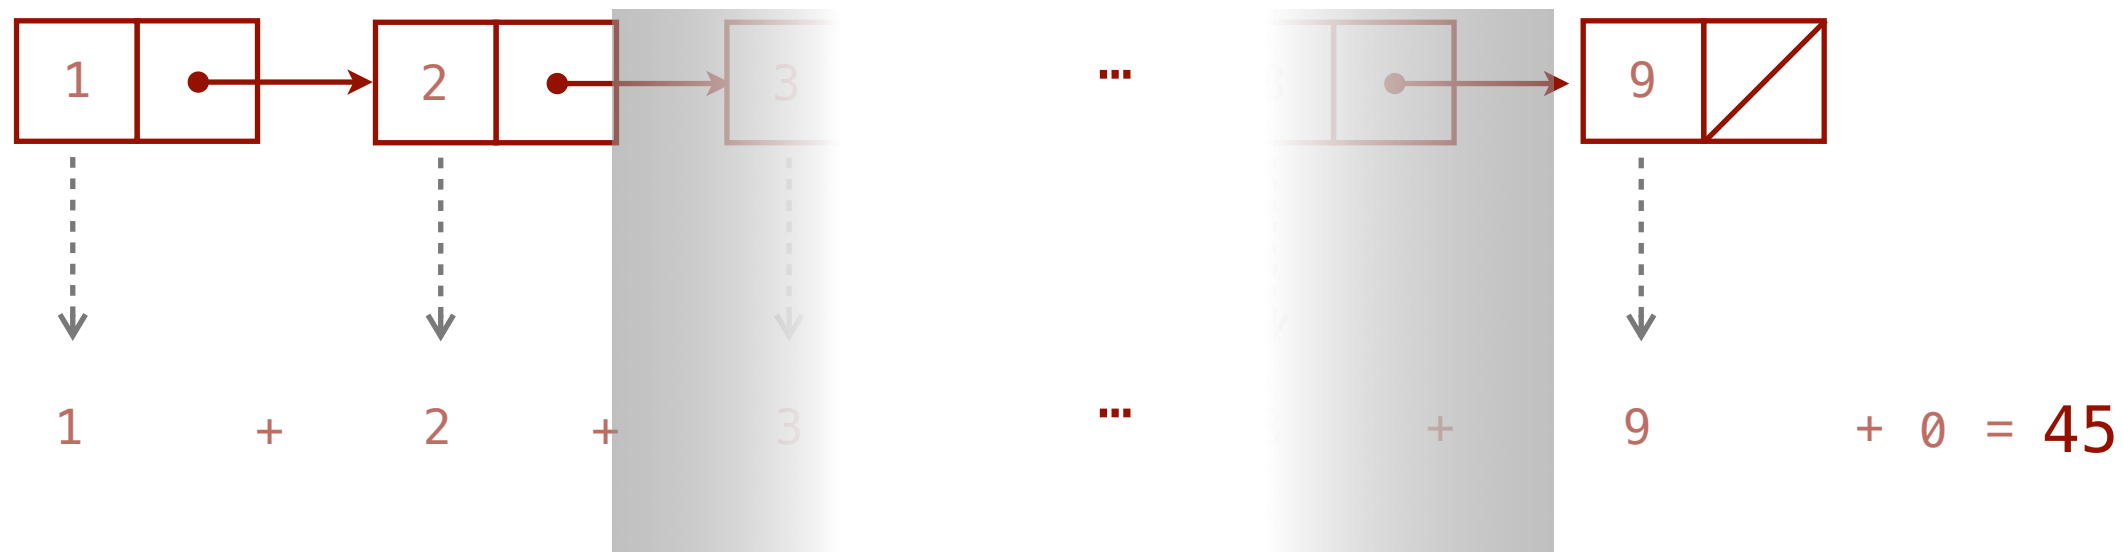 1 2 3 ... 9
1 + 2 + 3 ... + 9 + 0 = 45